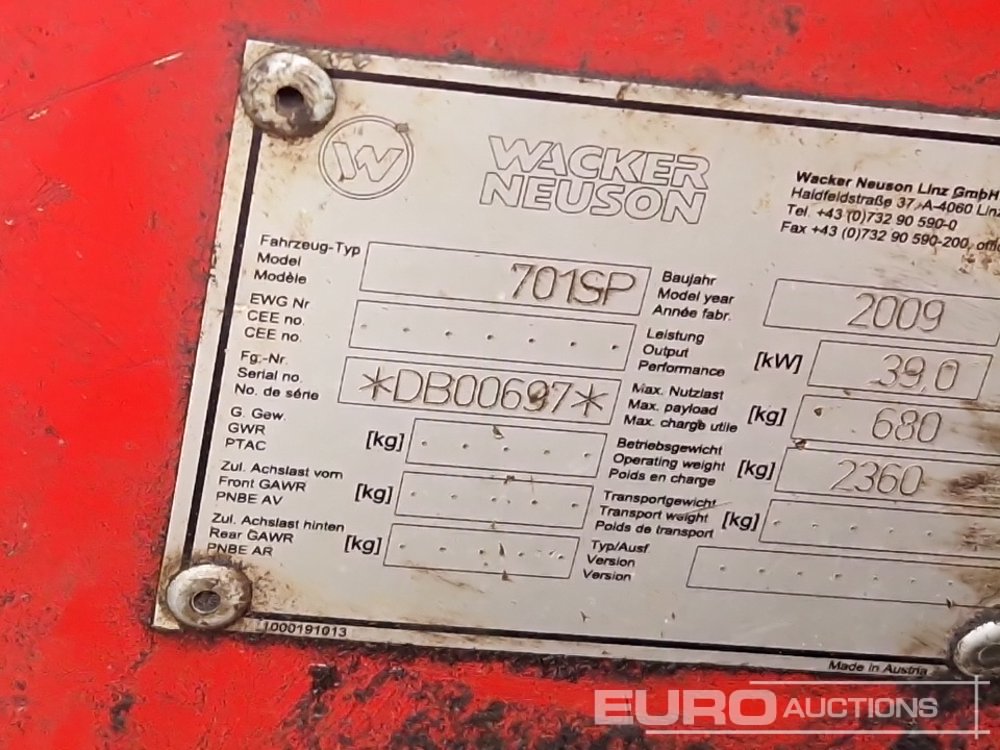 W
WACKER
NEUSON
Wacker Neuson Linz GmbH
Haidfeldstraße 37, A-4060
Tel. +43 (0)732 90 590-0
Fax +43 (0)732 90 590-200,
Fahrzeug-Typ
Model
Modèle
701SP
EWG Nr
CEE no.
CEE no.
Fg.-Nr.
Serial no.
No. de série
*DB00697*
G. Gew.
GWR
PTAC
[kg]
Zul. Achslast vorn
Front GAWR
PNBE AV
[kg]
Zul. Achslast hinten
Rear GAWR
PNBE AR
[kg]
Baujahr
Model year
Année fabr.
2009
Leistung
Output
Performance
[kW]
39,0
Max. Nutzlast
Max. payload
Max. charge utile
[kg]
680
Betriebsgewicht
Operating weight
Poids en charge
[kg]
2360
Transportgewicht
Transport weight
Poids de transport
[kg]
Typ/Ausf
Version
Version
1000191013
Made in Austria
EURO AUCTIONS